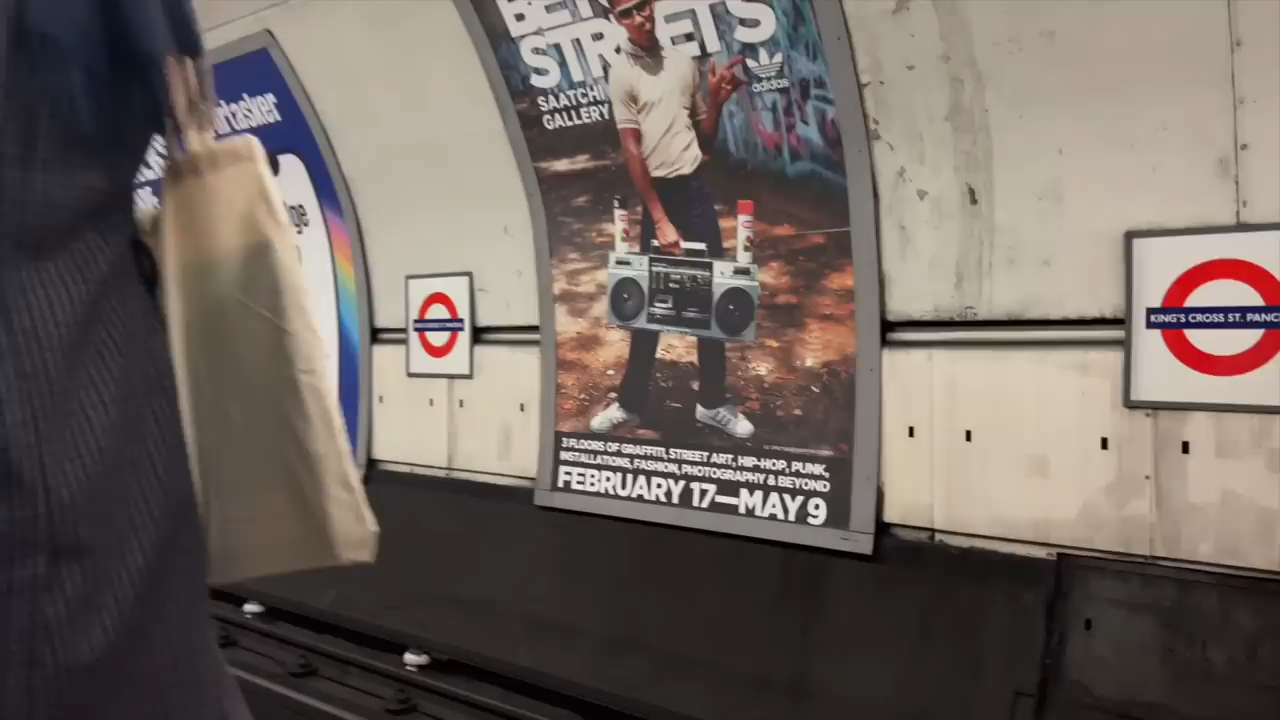 rtasker
STREETS
adidas
SAATCHI
GALLERY
3 FLOORS OF GRAFFITI, STREET ART, HIP-HOP, PUNK,
INSTALLATIONS, FASHION, PHOTOGRAPHY & BEYOND
FEBRUARY 17—MAY 9
KING'S CROSS ST. PANC